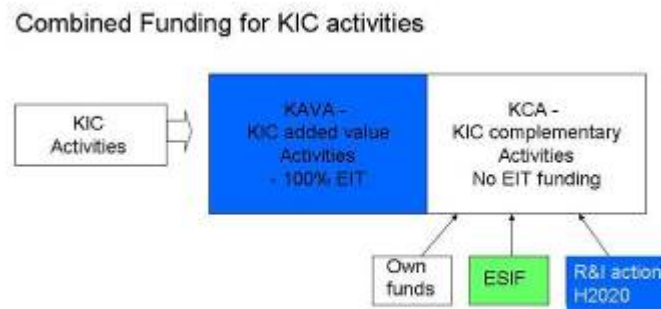 Combined Funding for KIC activities
KIC
Activities
KAVA -
KIC added value
Activities
- 100% EIT
KCA -
KIC complementary
Activities
No EIT funding
Own
funds
ESIF
R&I action
H2020